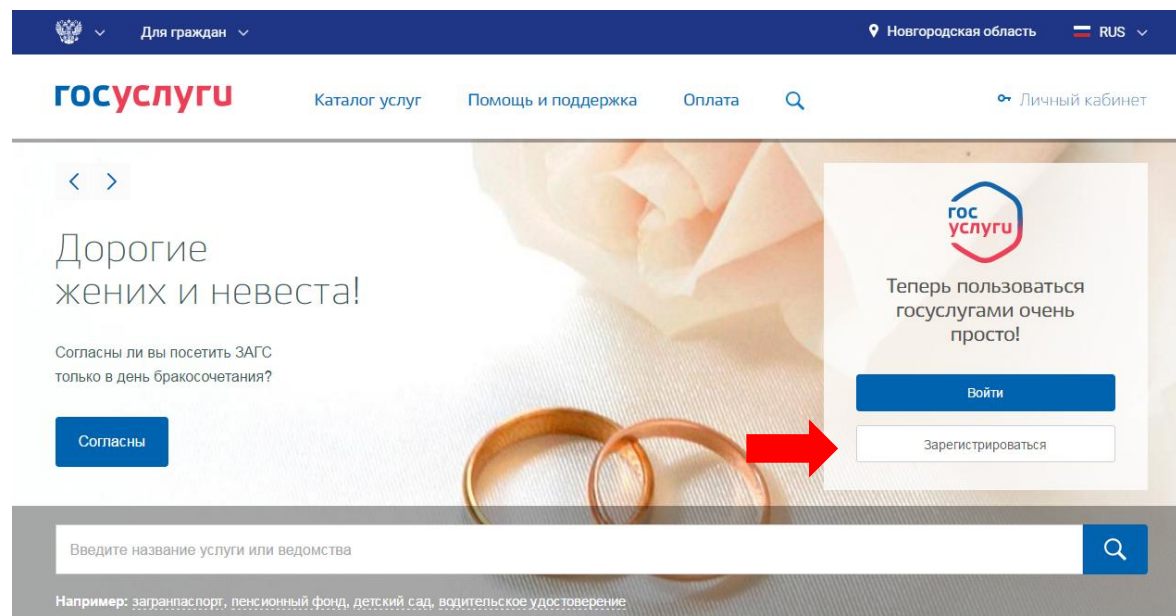 Для граждан
Новгородская область
RUS
госуслуги
Каталог услуг
Помощь и поддержка
Оплата
Личный кабинет
Дорогие
жених и невеста!
Согласны ли вы посетить ЗАГС
только в день бракосочетания?
Согласны
гос
услуги
Теперь пользоваться
госуслугами очень
просто!
Войти
Зарегистрироваться
Введите название услуги или ведомства
Например: загранпаспорт, пенсионный фонд, детский сад, водительское удостоверение